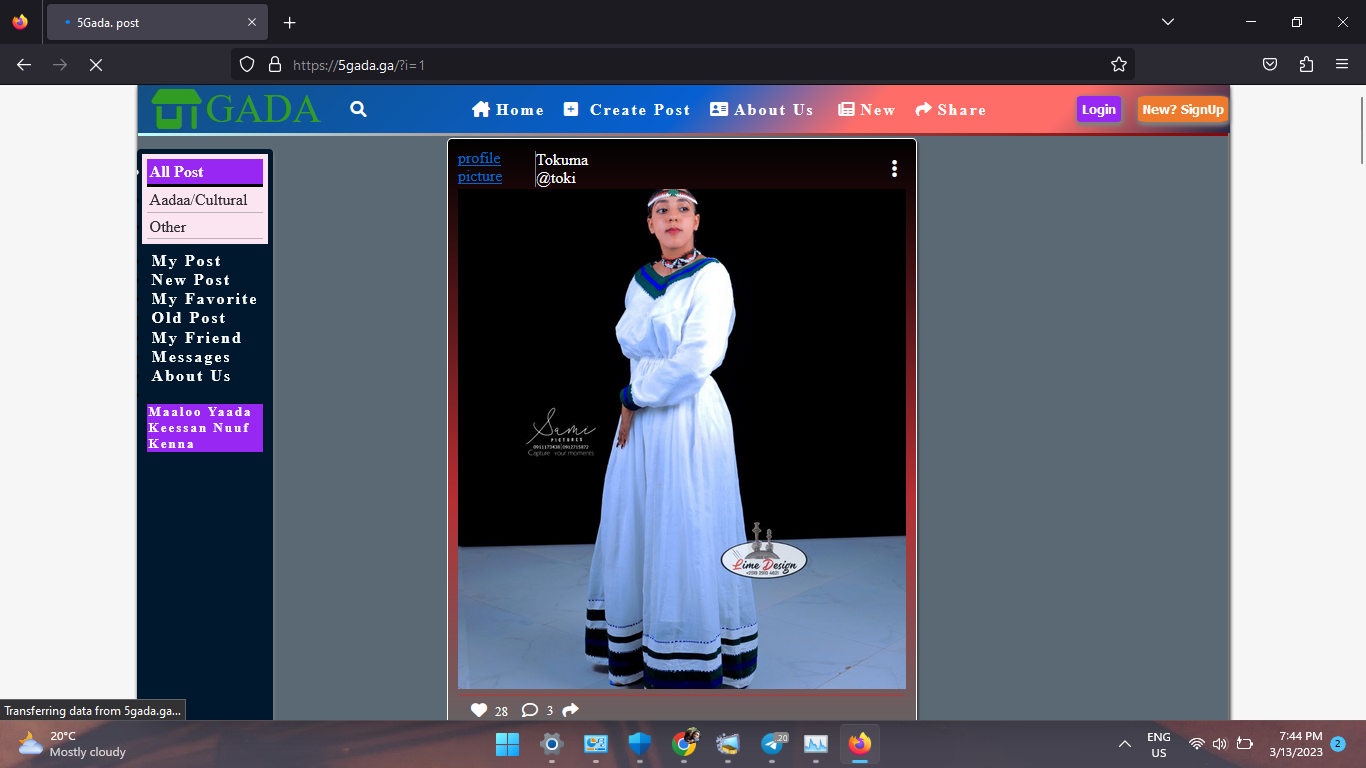 5Gada. post
https://5gada.ga/?i=1
GADA
Home
Create Post
About Us
New
Share
Login
New? SignUp
All Post
Aadaa/Cultural
Other
My Post
New Post
My Favorite
Old Post
My Friend
Messages
About Us
Maaloo Yaada
Keessan Nuuf
Kenna
profile
picture
Tokuma
@toki
Sami
PICTURES
0911173438|0912715872
Capture your moments
Lime Design
28
3
Transferring data from 5gada.ga...
20°C
Mostly cloudy
20
ENG
US
7:44 PM
3/13/2023
2